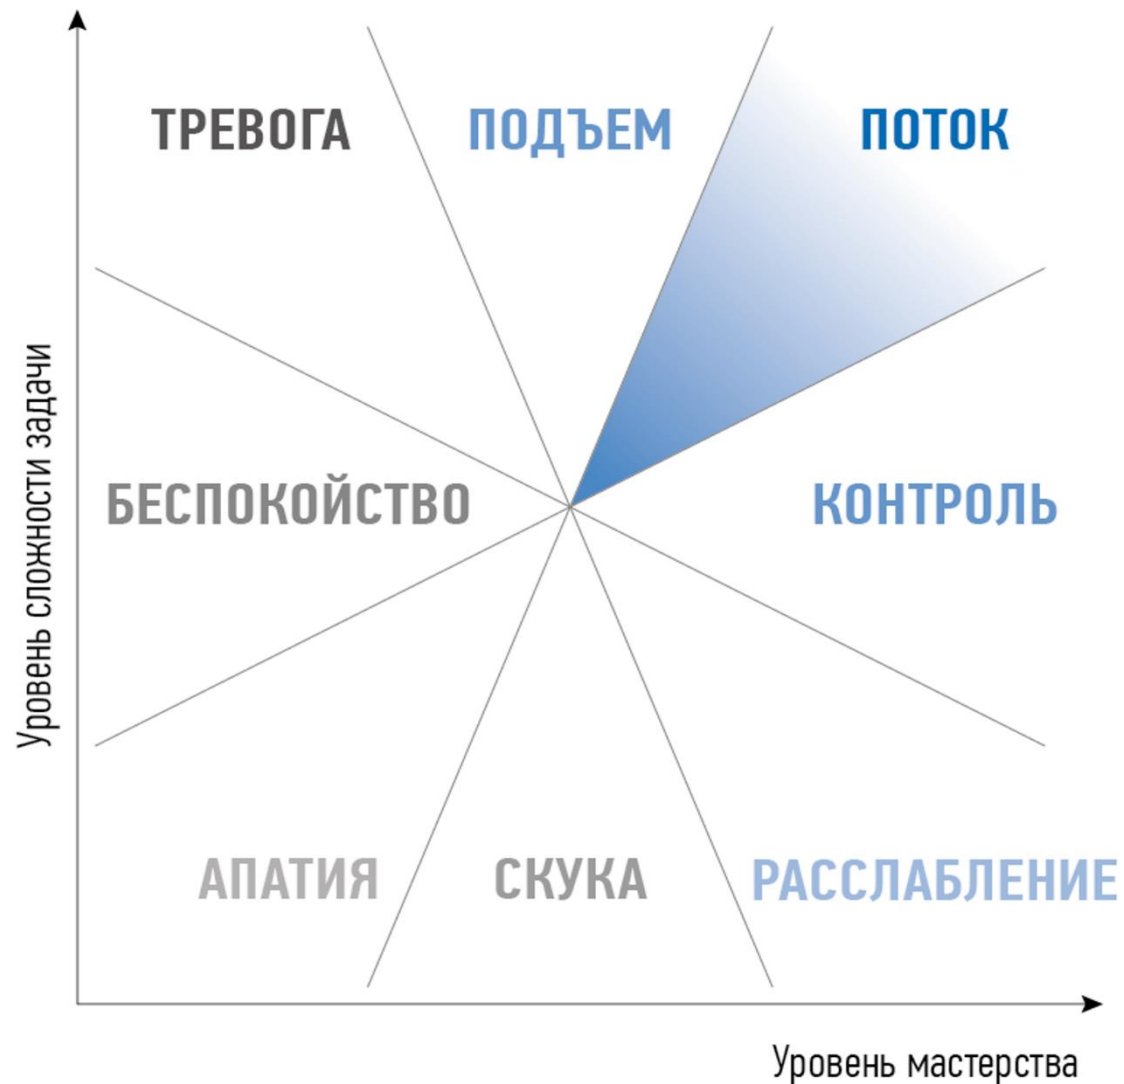 ТРЕВОГА
ПОДЪЕМ
ПОТОК
Уровень сложности задачи
БЕСПОКОЙСТВО
КОНТРОЛЬ
АПАТИЯ
СКУКА
РАССЛАБЛЕНИЕ
Уровень мастерства